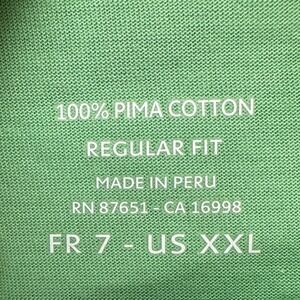 100% PIMA COTTON
REGULAR FIT
MADE IN PERU
RN 87651 - CA 16998
FR 7 - US XXL